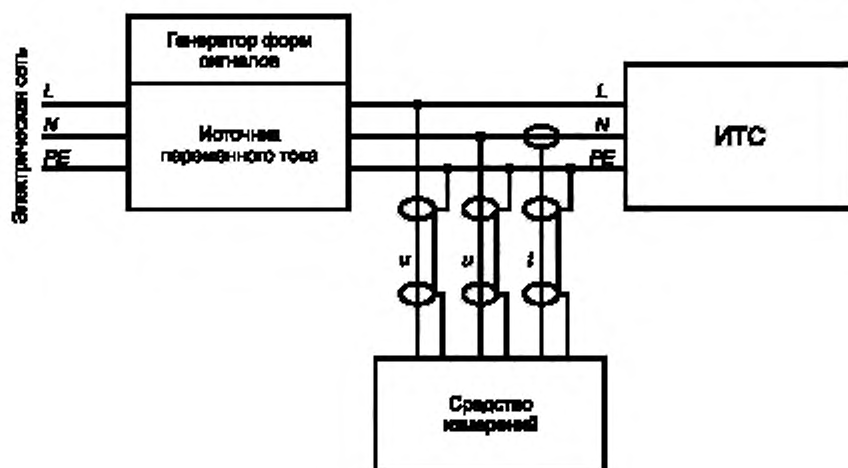 Генератор форм
сигналов
Электрическая сеть
L
N
PE
Источник
переменного тока
L
N
PE
ИТС
u
u
i
Средство
измерений